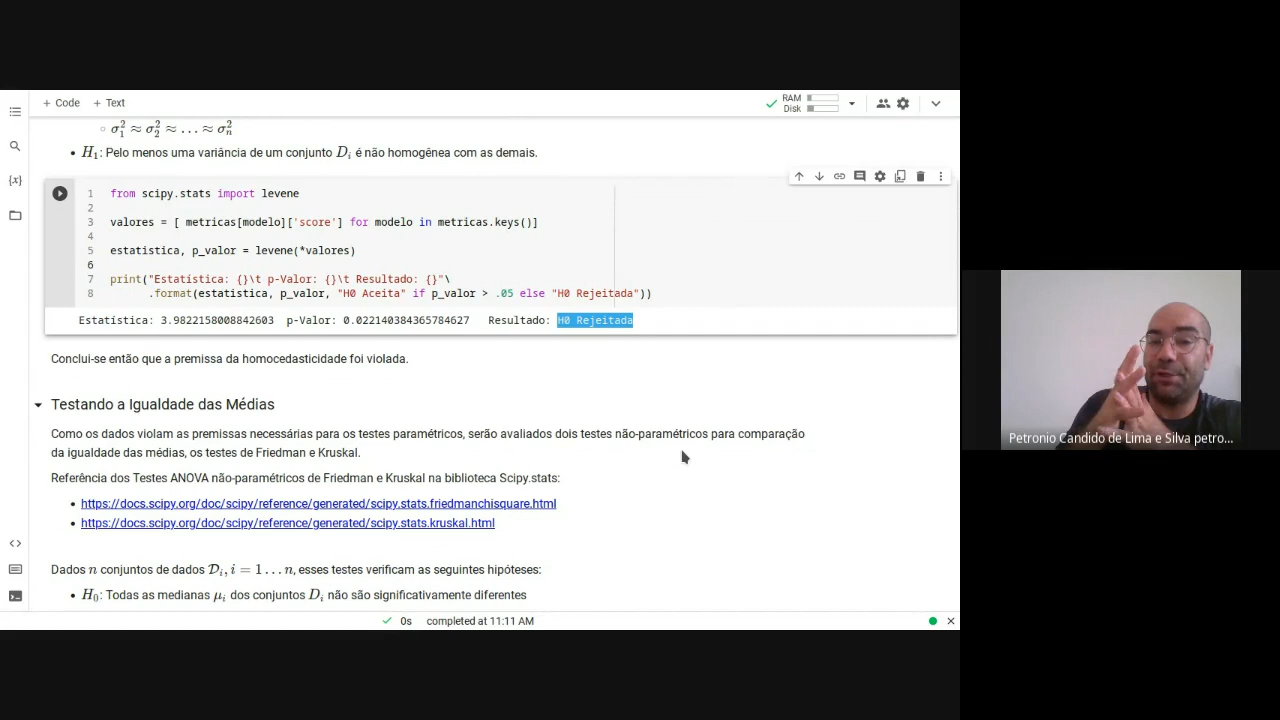 + Code + Text
RAM
Disk
σ₁² ≈ σ₂² ≈ … ≈ σₙ²
H₁: Pelo menos uma variância de um conjunto Dᵢ é não homogênea com as demais.
1 from scipy.stats import levene
2
3 valores = [ metricas[modelo]['score'] for modelo in metricas.keys()]
4
5 estatistica, p_valor = levene(*valores)
6
7 print("Estatística: {}\t p-Valor: {}\t Resultado: {}"\
8 .format(estatistica, p_valor, "H0 Aceita" if p_valor > .05 else "H0 Rejeitada"))
Estatística: 3.9822158008842603 p-Valor: 0.022140384365784627 Resultado: H0 Rejeitada
Conclui-se então que a premissa da homocedasticidade foi violada.
Testando a Igualdade das Médias
Como os dados violam as premissas necessárias para os testes paramétricos, serão avaliados dois testes não-paramétricos para comparação
da igualdade das médias, os testes de Friedman e Kruskal.
Referência dos Testes ANOVA não-paramétricos de Friedman e Kruskal na biblioteca Scipy.stats:
https://docs.scipy.org/doc/scipy/reference/generated/scipy.stats.friedmanchisquare.html
https://docs.scipy.org/doc/scipy/reference/generated/scipy.stats.kruskal.html
Dados n conjuntos de dados 𝒟ᵢ, i = 1 … n, esses testes verificam as seguintes hipóteses:
H₀: Todas as medianas μᵢ dos conjuntos Dᵢ não são significativamente diferentes
0s completed at 11:11 AM
Petronio Candido de Lima e Silva petro...